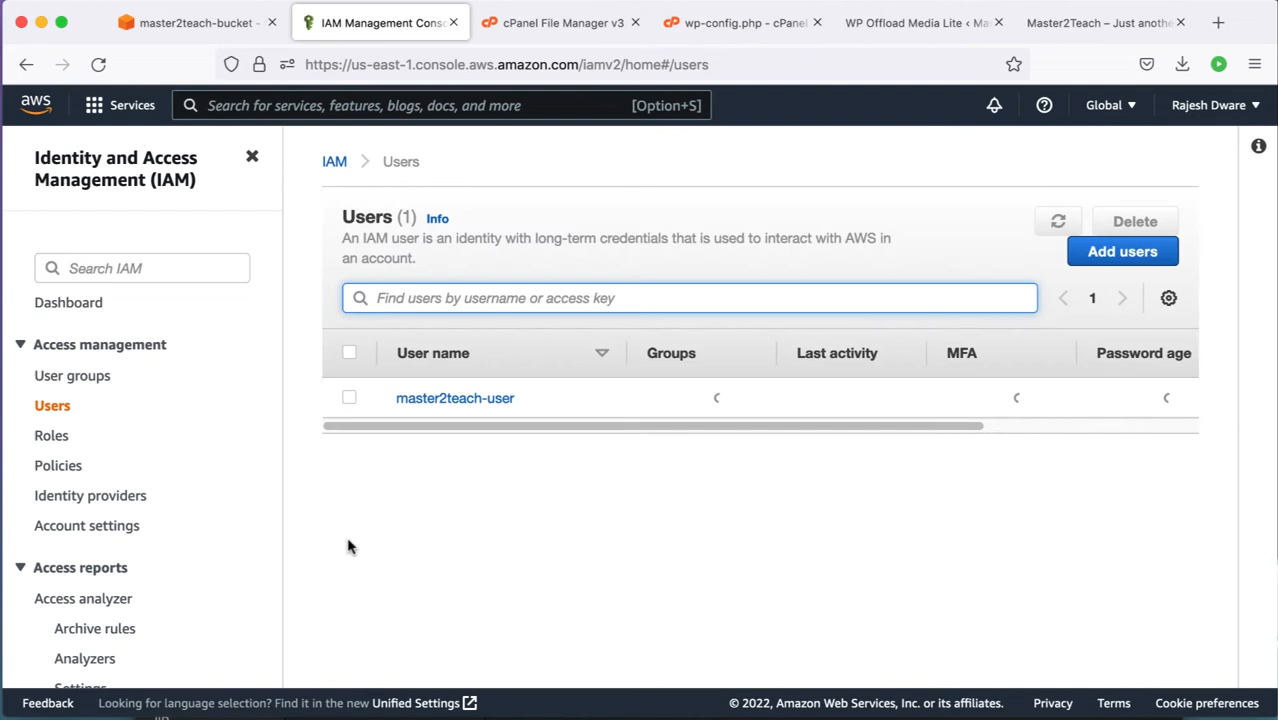 master2teach-bucket -
IAM Management Consc
cPanel File Manager v3
wp-config.php - cPanel
WP Offload Media Lite ‹ Ma
Master2Teach – Just anothe
https://us-east-1.console.aws.amazon.com/iamv2/home#/users
aws
Services
Search for services, features, blogs, docs, and more
[Option+S]
Global
Rajesh Dware
Identity and Access
Management (IAM)
Search IAM
Dashboard
Access management
User groups
Users
Roles
Policies
Identity providers
Account settings
Access reports
Access analyzer
Archive rules
Analyzers
Settings
IAM
Users
Users (1)
Info
An IAM user is an identity with long-term credentials that is used to interact with AWS in
an account.
Delete
Add users
Find users by username or access key
1
User name
Groups
Last activity
MFA
Password age
master2teach-user
Feedback
Looking for language selection? Find it in the new Unified Settings
© 2022, Amazon Web Services, Inc. or its affiliates.
Privacy
Terms
Cookie preferences